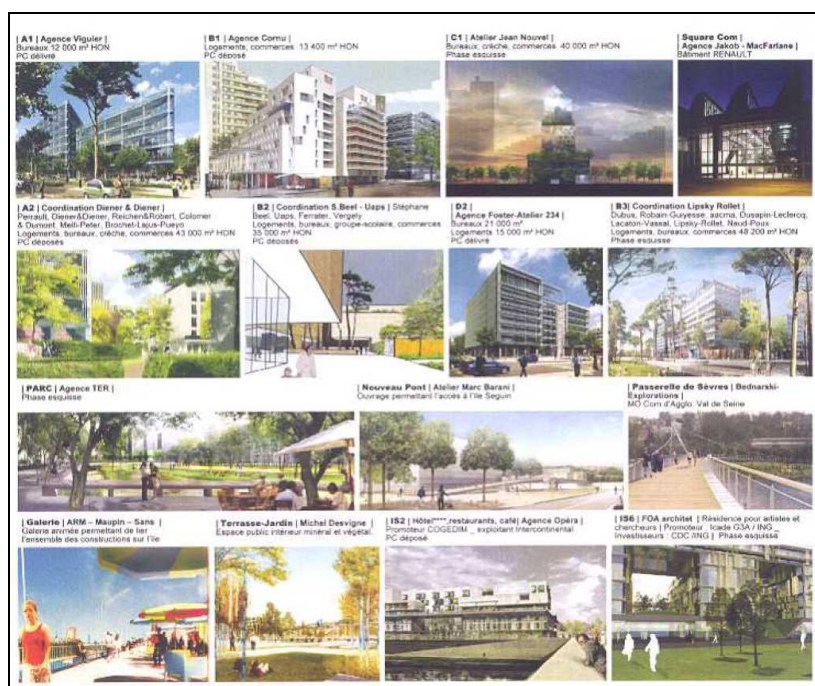 | A1 | Agence Viguier |
Bureaux 12 000 m² HON
PC délivré
| B1 | Agence Cornu |
Logements, commerces 13 400 m² HON
PC déposé
| C1 | Atelier Jean Nouvel |
Bureaux, crèche, commerces 40 000 m² HON
Phase esquisse
| Square Com |
| Agence Jakob - MacFarlane |
Bâtiment RENAULT
| A2 | Coordination Diener & Diener |
Perrault, Diener&Diener, Reichen&Robert, Colomer
& Dumont, Meili-Peter, Brochet-Lajus-Pueyo
Logements, bureaux, crèche, commerces 43 000 m² HON
PC déposés
| B2 | Coordination S.Beel - Uaps | Stéphane
Beel, Uaps, Ferrater, Vergely
Logements, bureaux, groupe-scolaire, commerces
35 000 m² HON
PC déposés
| D2 |
Agence Foster-Atelier 234 |
Bureaux 21 000 m²
Logements 15 000 m² HON
PC délivré
| B3 | Coordination Lipsky Rollet |
Dubus, Robain-Guiyesse, aacma, Ousapin-Leclercq,
Lacaton-Vassal, Lipsky-Rollet, Naud-Poux
Logements, bureaux, commerces 48 200 m² HON
Phase esquisse
| PARC | Agence TER |
Phase esquisse
| Nouveau Pont | Atelier Marc Barani |
Ouvrage permettant l'accès à l'île Seguin
| Passerelle de Sèvres | Bednarski-
Explorations |
MO Com d'Agglo. Val de Seine
| Galerie | ARM – Maupin – Sans |
Galerie animée permettant de lier
l'ensemble des constructions sur l'île
| Terrasse-Jardin | Michel Desvigne |
Espace public intérieur minéral et végétal.
| IS2 | Hôtel****,restaurants, café| Agence Opéra |
Promoteur COGEDIM _ exploitant Intercontinental
PC déposé
| IS6 | FOA architet | Résidence pour artistes et
chercheurs | Promoteur : Icade G3A / ING _
investisseurs : CDC /ING | Phase esquisse